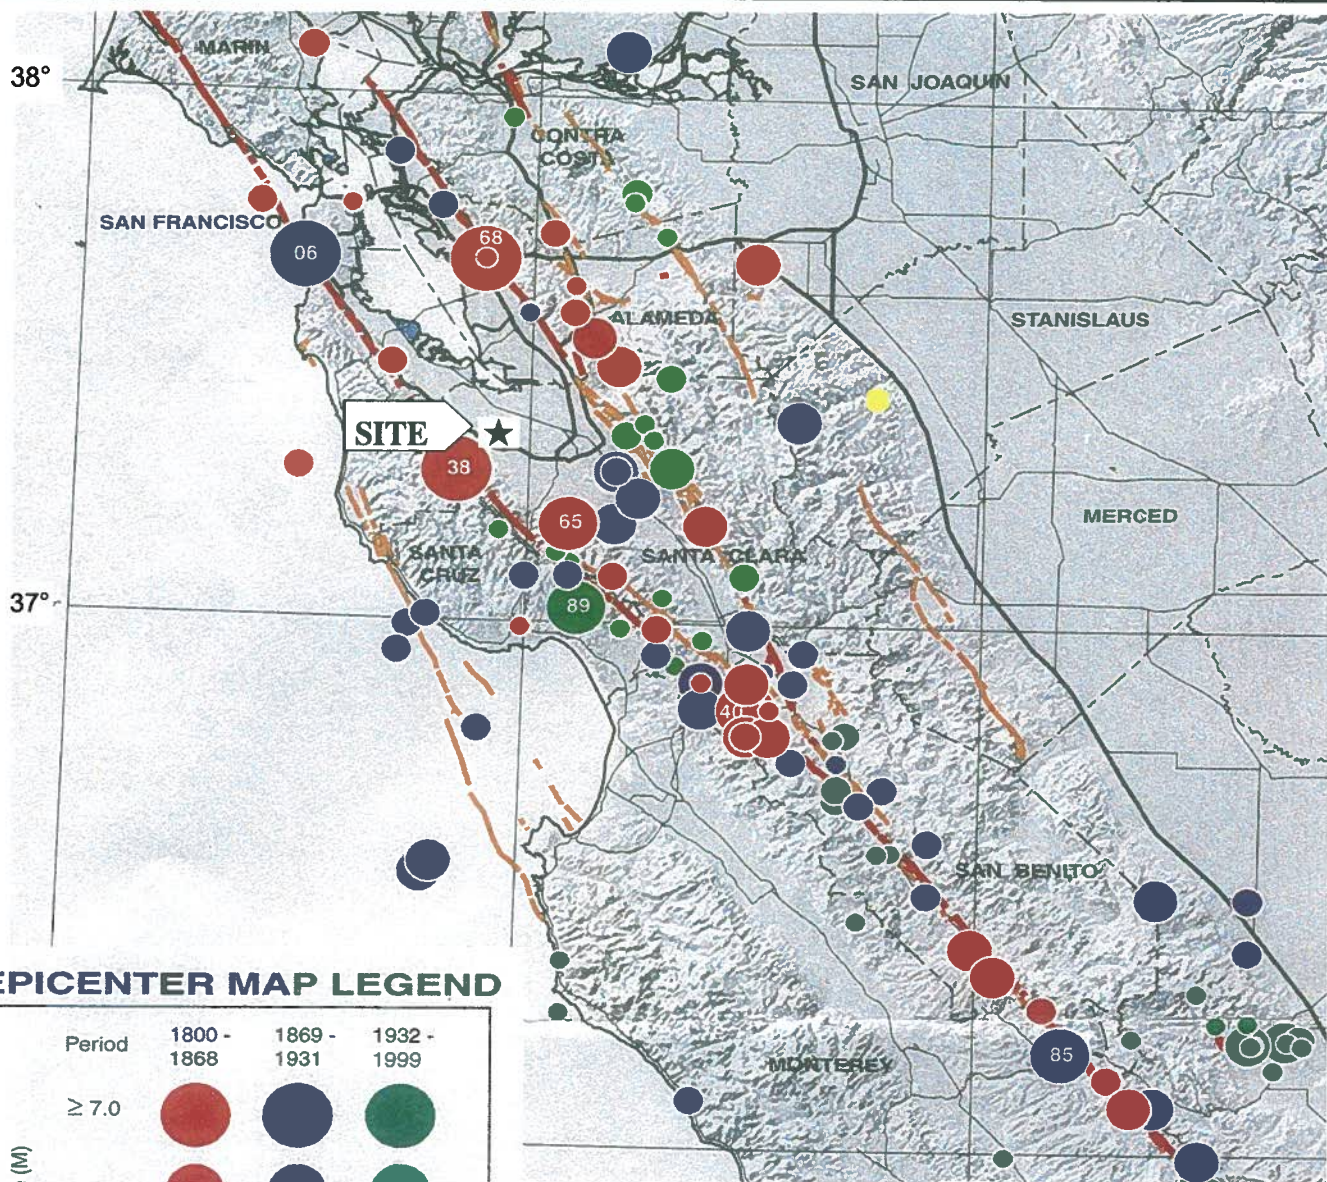 MARIN
38°
SAN JOAQUIN
CONTRA
COSTA
SAN FRANCISCO
68
06
ALAMEDA
STANISLAUS
SITE
38
65
MERCED
SANTA
CRUZ
SANTA CLARA
37°
89
40
SAN BENITO
EPICENTER MAP LEGEND
Period
1800 -
1868
1869 -
1931
1932 -
1999
≥ 7.0
(M)
85
MONTEREY